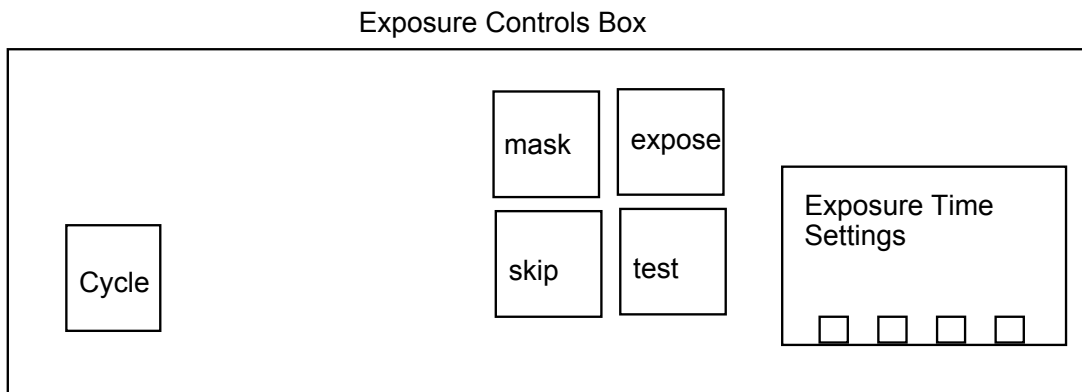 Exposure Controls Box
mask
expose
Exposure Time
Settings
Cycle
skip
test